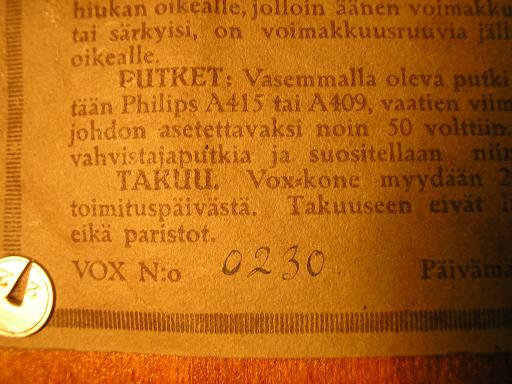 hiukan oikealle, jolloin äänen voimakku
tai särkyisi, on voimakkuusruuvia jäll
oikealle.
PUTKET: Vasemmalla oleva putki
tään Philips A415 tai A409, vaatien viim
johdon asetettavaksi noin 50 volttiin.
vahvistajaputkia ja suositellaan niin
TAKUU. Vox-kone myydään 2
toimituspäivästä. Takuuseen eivät
eikä paristot.
VOX N:o 0230 Päivämä